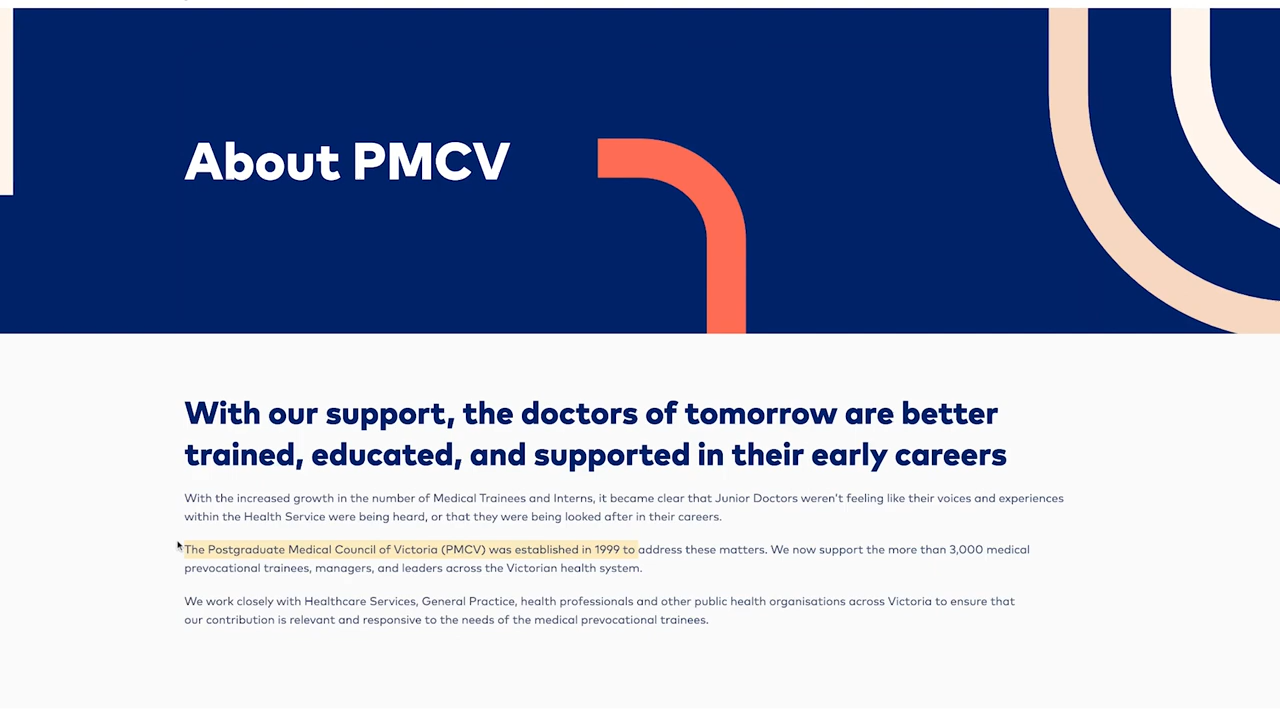 About PMCV
With our support, the doctors of tomorrow are better
trained, educated, and supported in their early careers
With the increased growth in the number of Medical Trainees and Interns, it became clear that Junior Doctors weren't feeling like their voices and experiences
within the Health Service were being heard, or that they were being looked after in their careers.
The Postgraduate Medical Council of Victoria (PMCV) was established in 1999 to address these matters. We now support the more than 3,000 medical
prevocational trainees, managers, and leaders across the Victorian health system.
We work closely with Healthcare Services, General Practice, health professionals and other public health organisations across Victoria to ensure that
our contribution is relevant and responsive to the needs of the medical prevocational trainees.